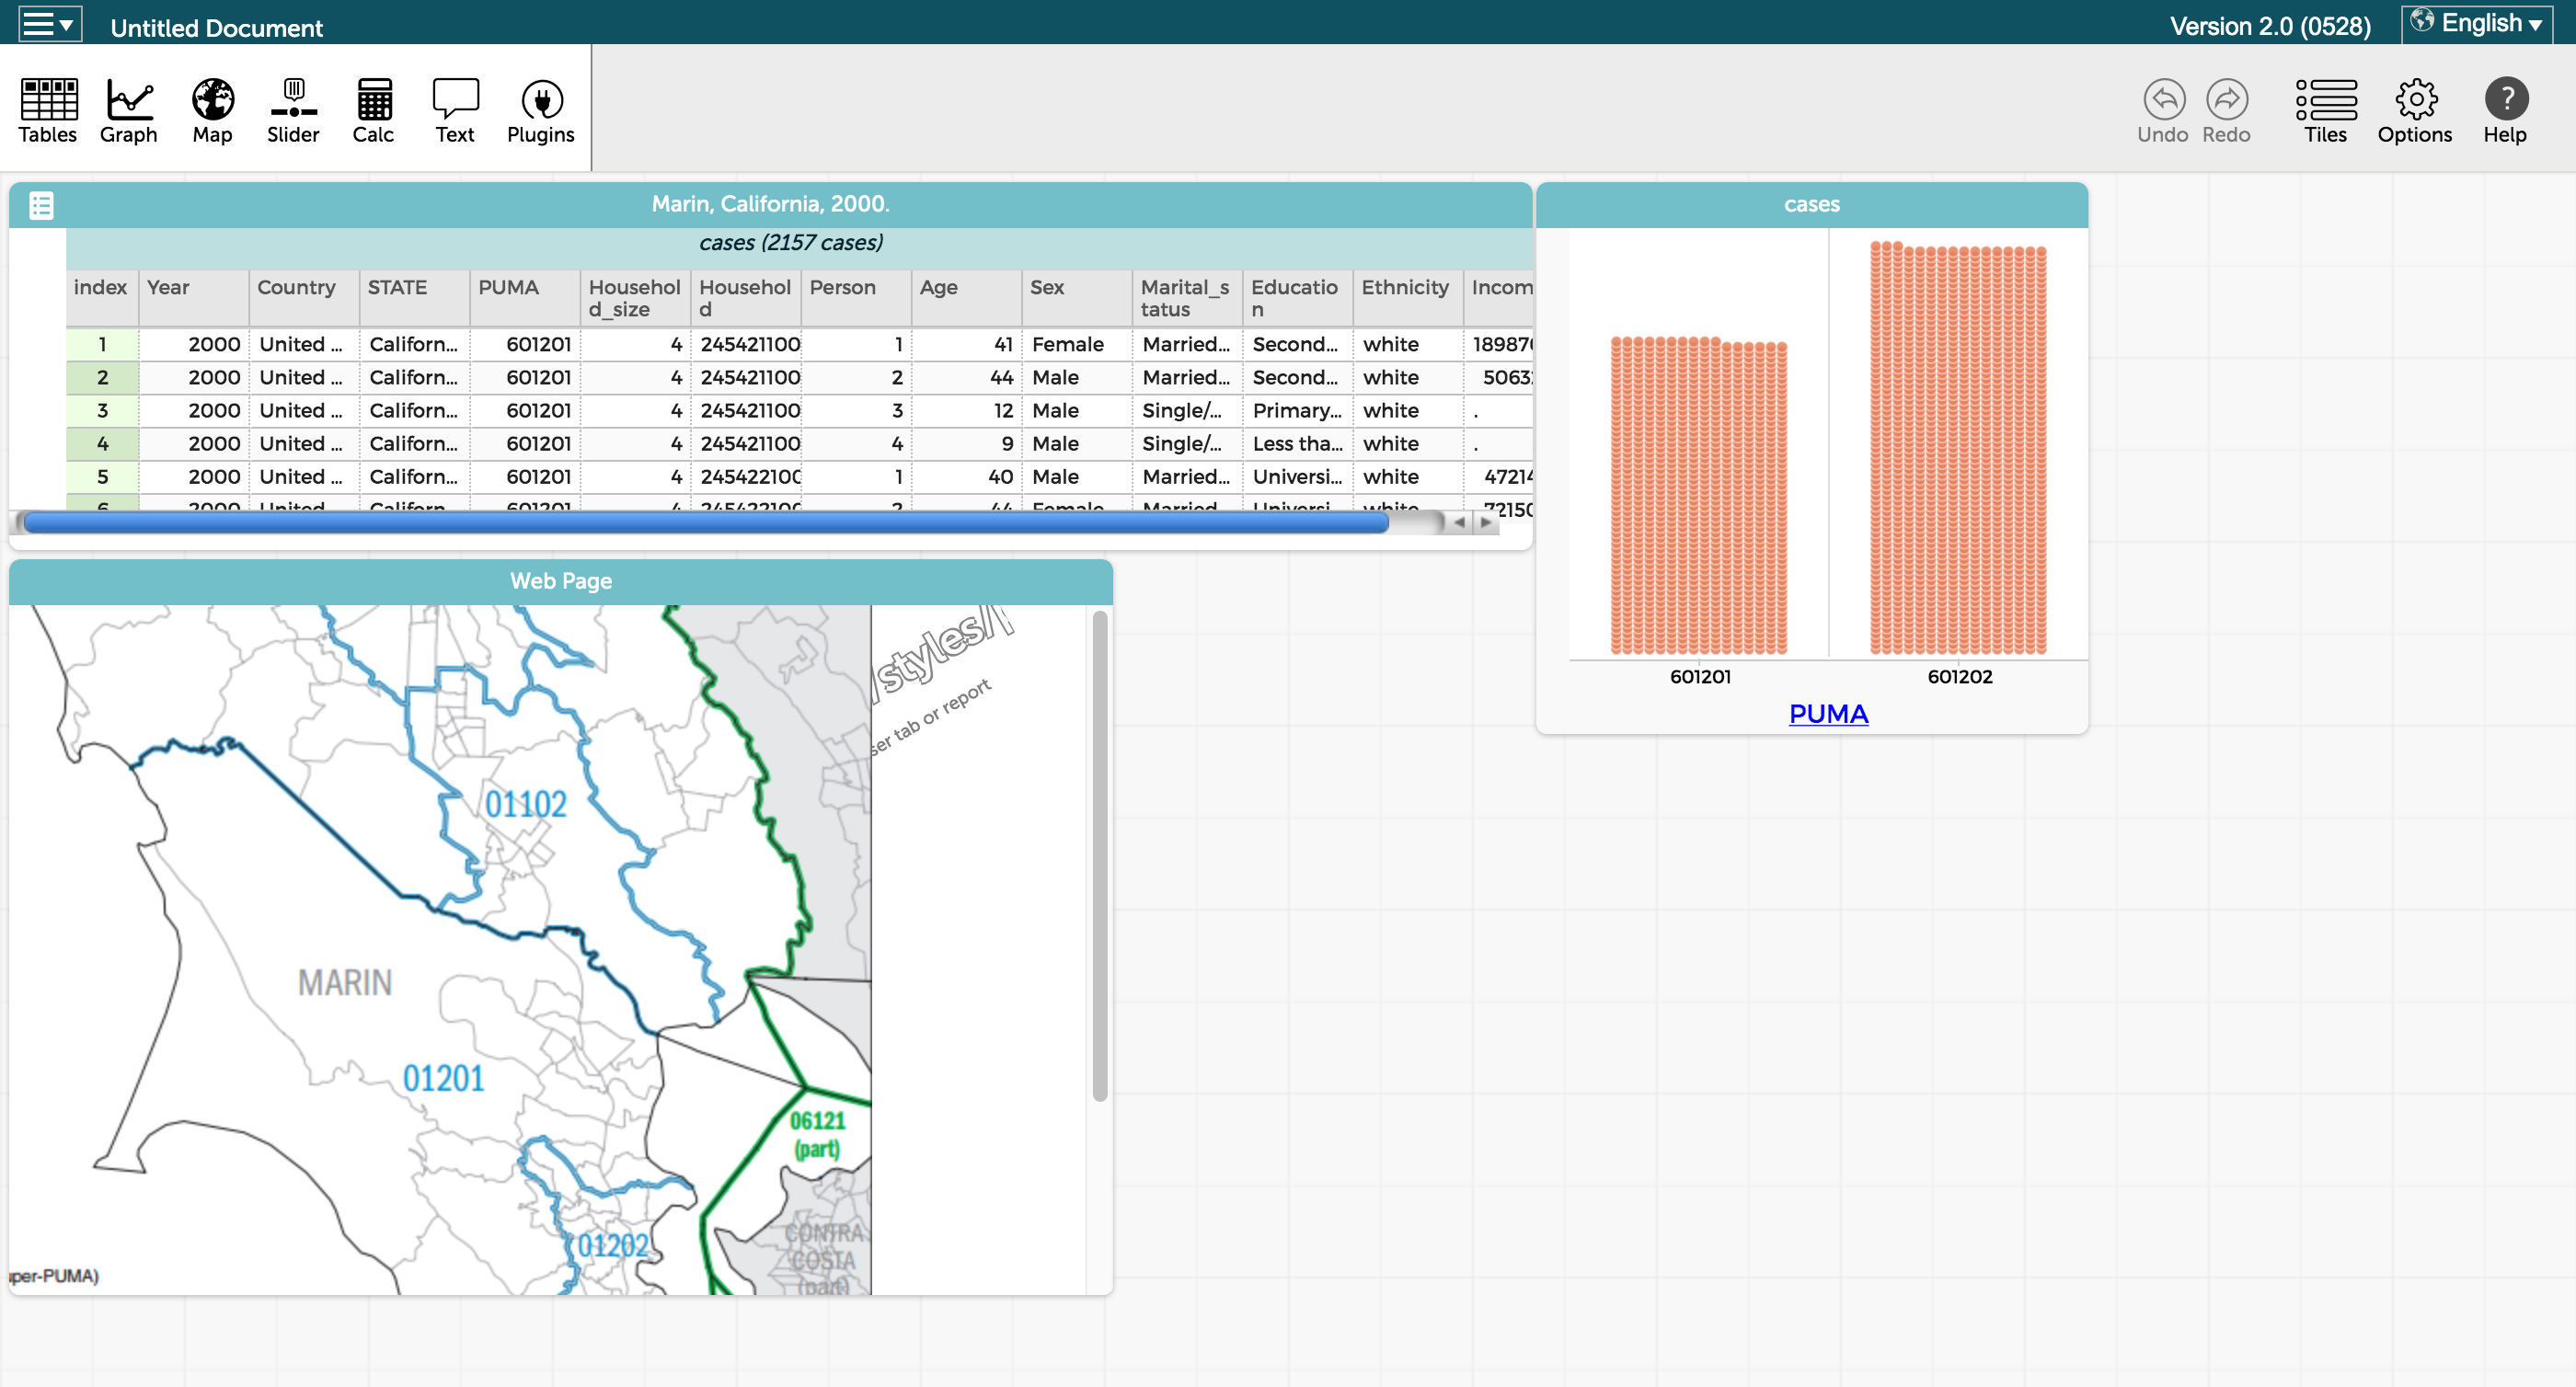 Untitled Document
Version 2.0 (0528)
English
Tables Graph Map Slider Calc Text Plugins
Undo Redo Tiles Options Help
Marin, California, 2000.
cases (2157 cases)
index Year Country STATE PUMA Househol Househol Person Age Sex Marital_s Educatio Ethnicity Incom
d_size d tatus n
1 2000 United ... Californ... 601201 4 245421100 1 41 Female Married... Second... white 18987
2 2000 United ... Californ... 601201 4 245421100 2 44 Male Married... Second... white 5063
3 2000 United ... Californ... 601201 4 245421100 3 12 Male Single/... Primary... white .
4 2000 United ... Californ... 601201 4 245421100 4 9 Male Single/... Less tha... white .
5 2000 United ... Californ... 601201 4 24542210 1 40 Male Married... Universi... white 4721
6 2000 United Californ 601201 4 24542210 2 44 Female Married Universi white 7215
cases
601201 601202
PUMA
Web Page
/styles/
ser tab or report
01102
MARIN
01201
06121
(part)
01202
CONTRA
COSTA
(part)
per-PUMA)